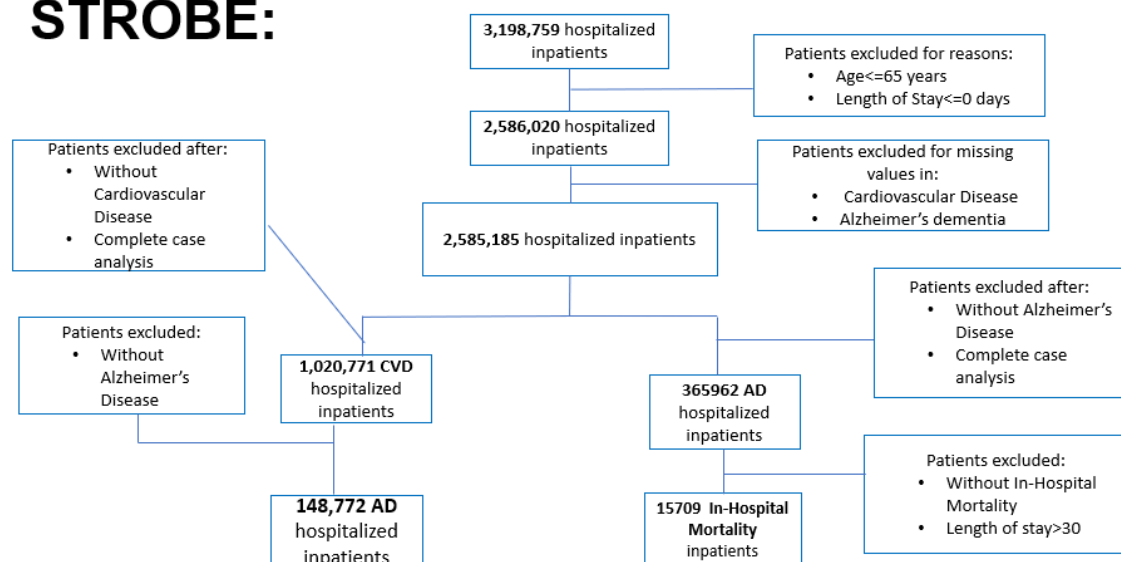 STROBE:
3,198,759 hospitalized
inpatients
Patients excluded for reasons:
• Age<=65 years
• Length of Stay<=0 days
2,586,020 hospitalized
inpatients
Patients excluded for missing
values in:
• Cardiovascular Disease
• Alzheimer's dementia
2,585,185 hospitalized inpatients
Patients excluded after:
• Without
Cardiovascular
Disease
• Complete case
analysis
Patients excluded after:
• Without Alzheimer's
Disease
• Complete case
analysis
Patients excluded:
• Without
Alzheimer's
Disease
1,020,771 CVD
hospitalized
inpatients
365962 AD
hospitalized
inpatients
Patients excluded:
• Without In-Hospital
Mortality
• Length of stay>30
148,772 AD
hospitalized
inpatients
15709 In-Hospital
Mortality
inpatients